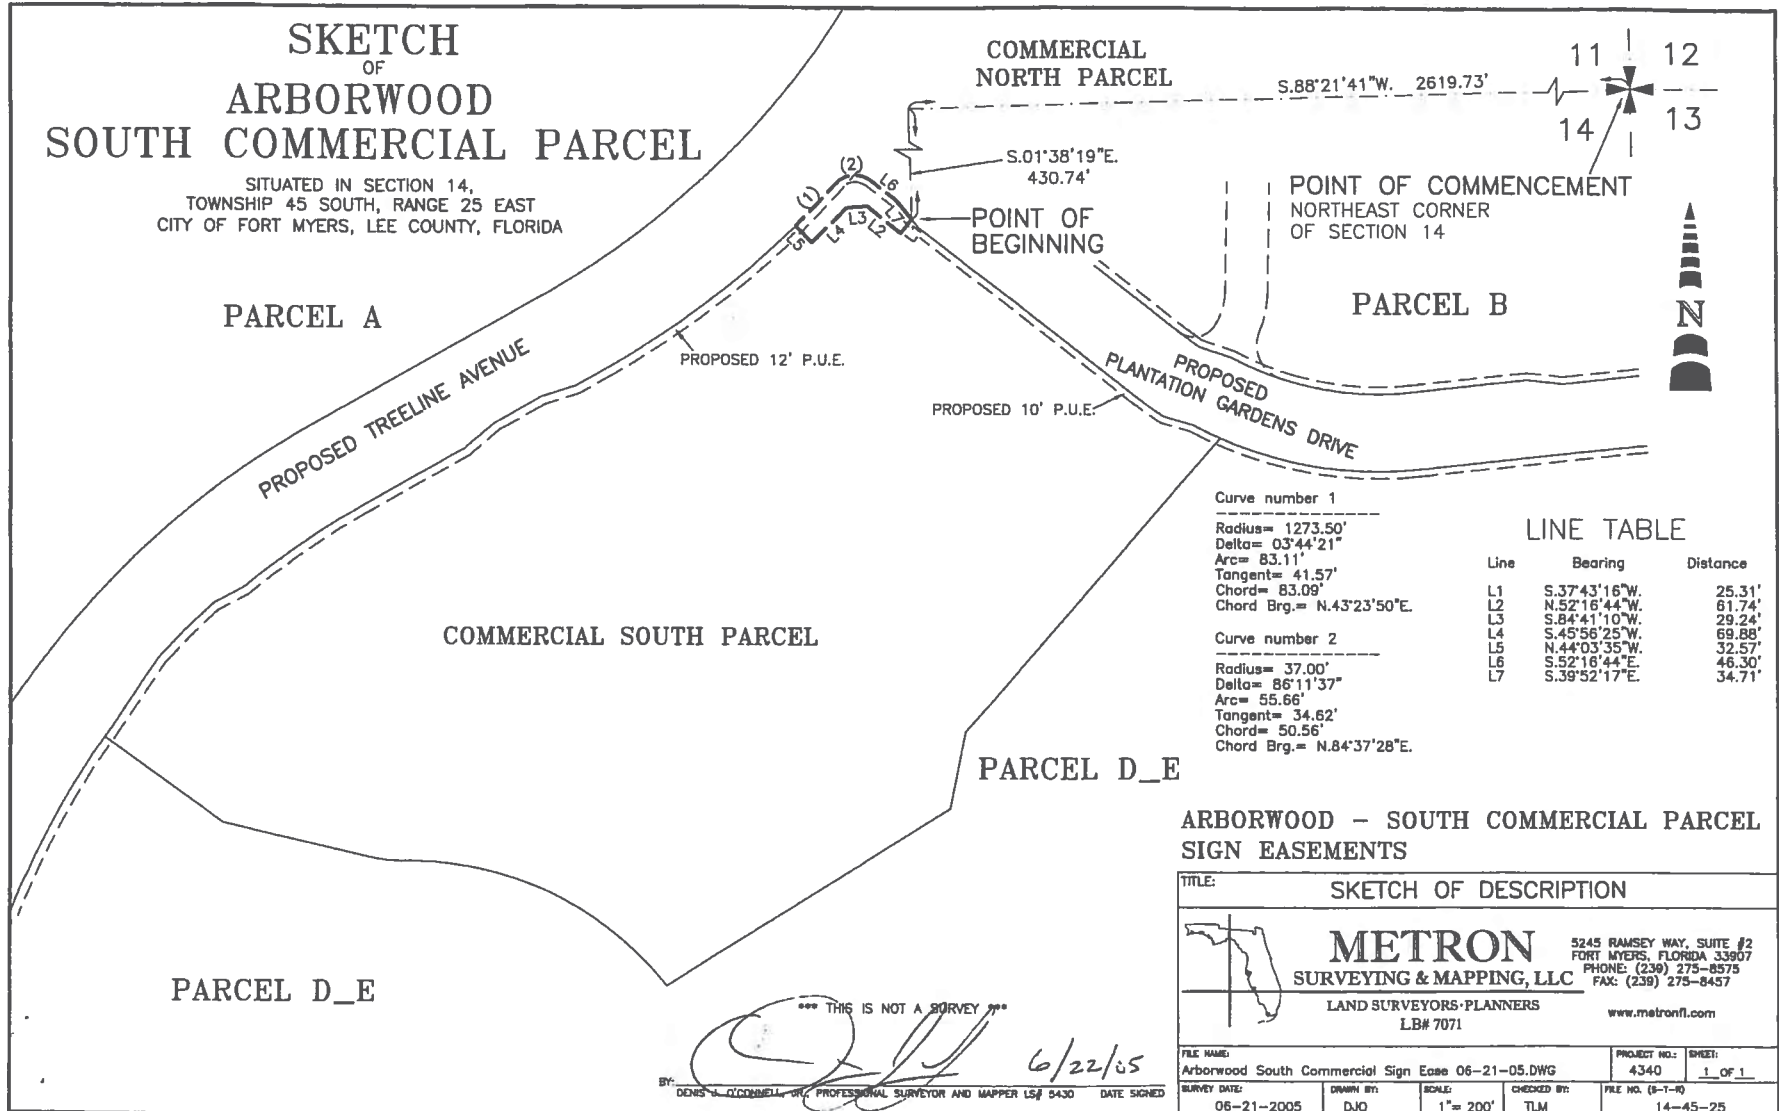 SKETCH
OF
ARBORWOOD
SOUTH COMMERCIAL PARCEL
SITUATED IN SECTION 14,
TOWNSHIP 45 SOUTH, RANGE 25 EAST
CITY OF FORT MYERS, LEE COUNTY, FLORIDA
COMMERCIAL
NORTH PARCEL
S.88°21'41"W. 2619.73'
11 12
14 13
S.01°38'19"E.
430.74'
POINT OF COMMENCEMENT
NORTHEAST CORNER
OF SECTION 14
POINT OF
BEGINNING
(1)
(2)
L6
L7
L3
L2
L4
L5
N
PARCEL A
PARCEL B
PROPOSED TREELINE AVENUE
PROPOSED 12' P.U.E.
PROPOSED
PLANTATION GARDENS DRIVE
PROPOSED 10' P.U.E.
COMMERCIAL SOUTH PARCEL
Curve number 1
Radius= 1273.50'
Delta= 03°44'21"
Arc= 83.11'
Tangent= 41.57'
Chord= 83.09'
Chord Brg.= N.43°23'50"E.
Curve number 2
Radius= 37.00'
Delta= 86°11'37"
Arc= 55.66'
Tangent= 34.62'
Chord= 50.56'
Chord Brg.= N.84°37'28"E.
LINE TABLE
Line Bearing Distance
L1 S.37°43'16"W. 25.31'
L2 N.52°16'44"W. 61.74'
L3 S.84°41'10"W. 29.24'
L4 S.45°56'25"W. 69.88'
L5 N.44°03'35"W. 32.57'
L6 S.52°16'44"E. 46.30'
L7 S.39°52'17"E. 34.71'
PARCEL D_E
PARCEL D_E
ARBORWOOD - SOUTH COMMERCIAL PARCEL
SIGN EASEMENTS
TITLE:
SKETCH OF DESCRIPTION
METRON
SURVEYING & MAPPING, LLC
LAND SURVEYORS·PLANNERS
LB# 7071
5245 RAMSEY WAY, SUITE #2
FORT MYERS, FLORIDA 33907
PHONE: (239) 275-8575
FAX: (239) 275-8457
www.metronfl.com
*** THIS IS NOT A SURVEY ***
6/22/05
BY:
DENIS J. O'CONNELL, JR., PROFESSIONAL SURVEYOR AND MAPPER LS# 5430 DATE SIGNED
FILE NAME:
Arborwood South Commercial Sign Ease 06-21-05.DWG
PROJECT NO.:
4340
SHEET:
1 OF 1
SURVEY DATE:
06-21-2005
DRAWN BY:
DJO
SCALE:
1"= 200'
CHECKED BY:
TLM
FILE NO. (S-T-R)
14-45-25